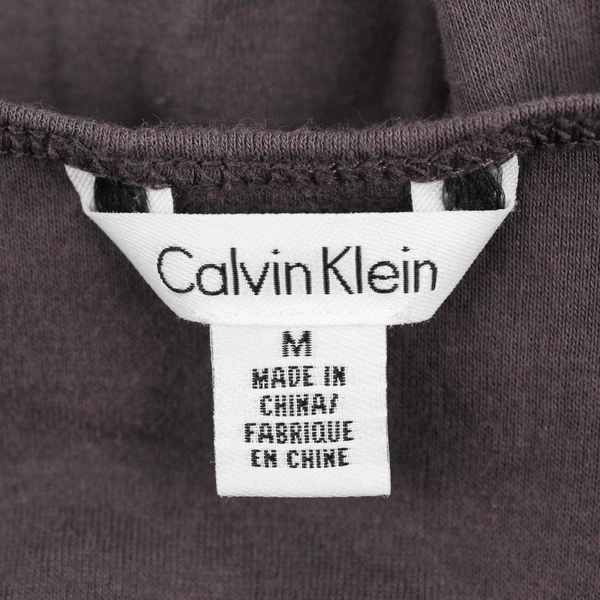 Calvin Klein
M
MADE IN
CHINA/
FABRIQUE
EN CHINE